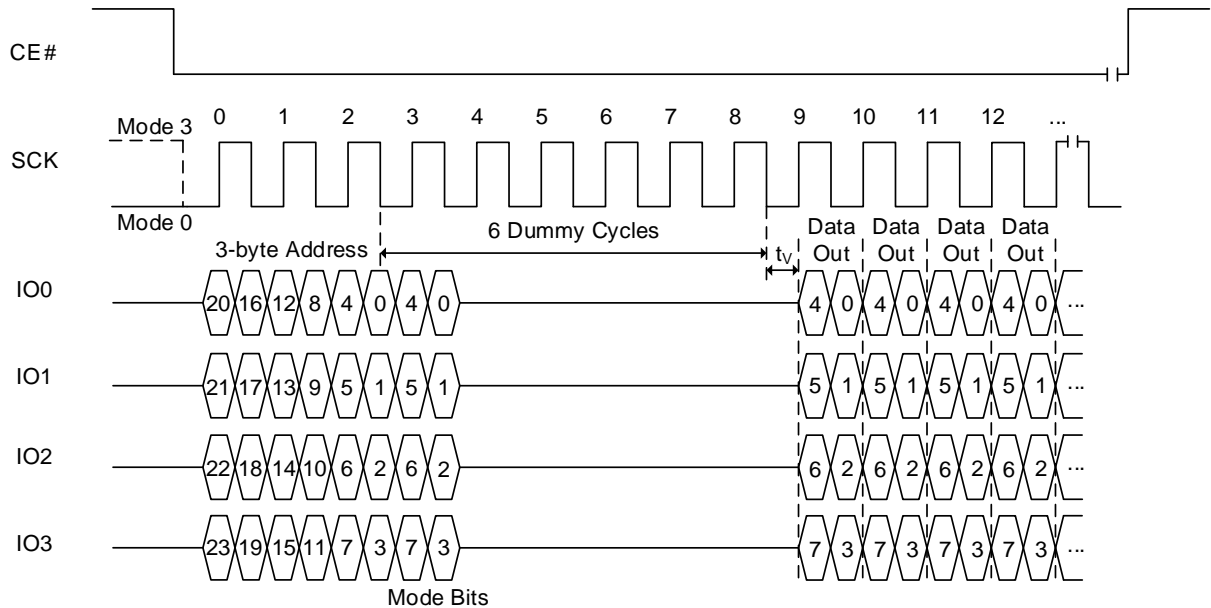 CE#
0 1 2 3 4 5 6 7 8 9 10 11 12 ...
Mode 3
SCK
Mode 0
6 Dummy Cycles
3-byte Address
tV
Data Out
Data Out
Data Out
Data Out
IO0
20 16 12 8 4 0 4 0
4 0 4 0 4 0 4 0 ...
IO1
21 17 13 9 5 1 5 1
5 1 5 1 5 1 5 1 ...
IO2
22 18 14 10 6 2 6 2
6 2 6 2 6 2 6 2 ...
IO3
23 19 15 11 7 3 7 3
7 3 7 3 7 3 7 3 ...
Mode Bits